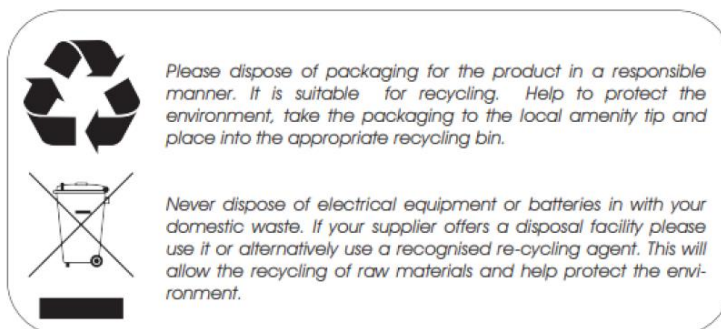 Please dispose of packaging for the product in a responsible
manner. It is suitable for recycling. Help to protect the
environment, take the packaging to the local amenity tip and
place into the appropriate recycling bin.
Never dispose of electrical equipment or batteries in with your
domestic waste. If your supplier offers a disposal facility please
use it or alternatively use a recognised re-cycling agent. This will
allow the recycling of raw materials and help protect the envi-
ronment.